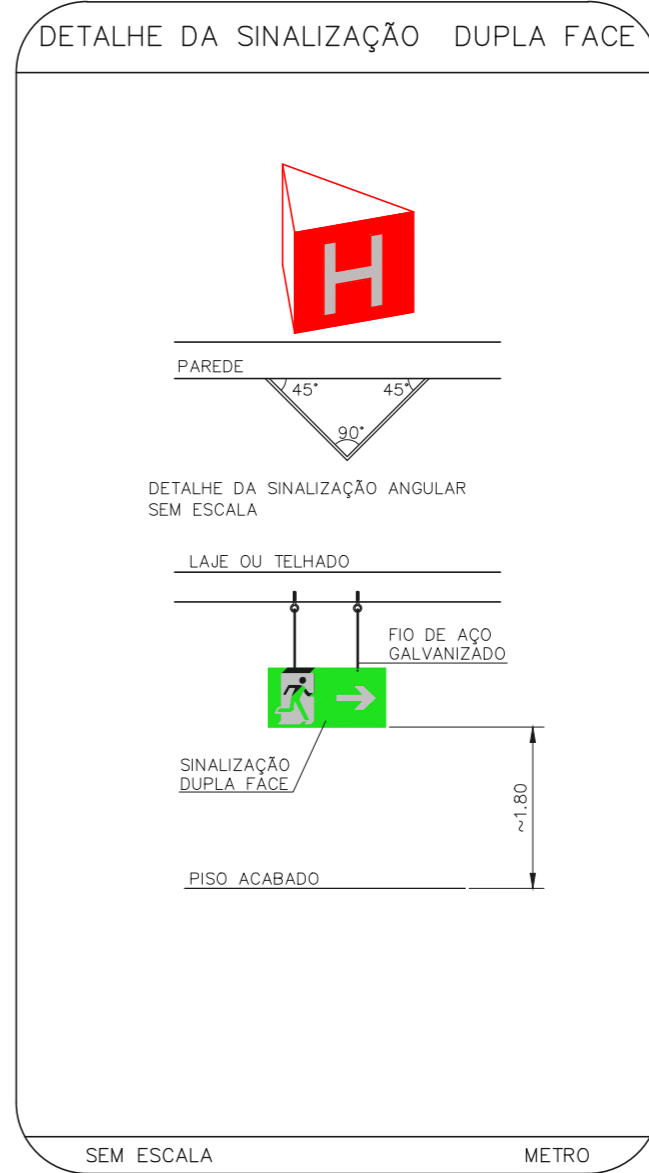 DETALHE DA SINALIZAÇÃO DUPLA FACE
H
PAREDE
45°
45°
90°
DETALHE DA SINALIZAÇÃO ANGULAR
SEM ESCALA
LAJE OU TELHADO
FIO DE AÇO
GALVANIZADO
SINALIZAÇÃO
DUPLA FACE
~1.80
PISO ACABADO
SEM ESCALA
METRO